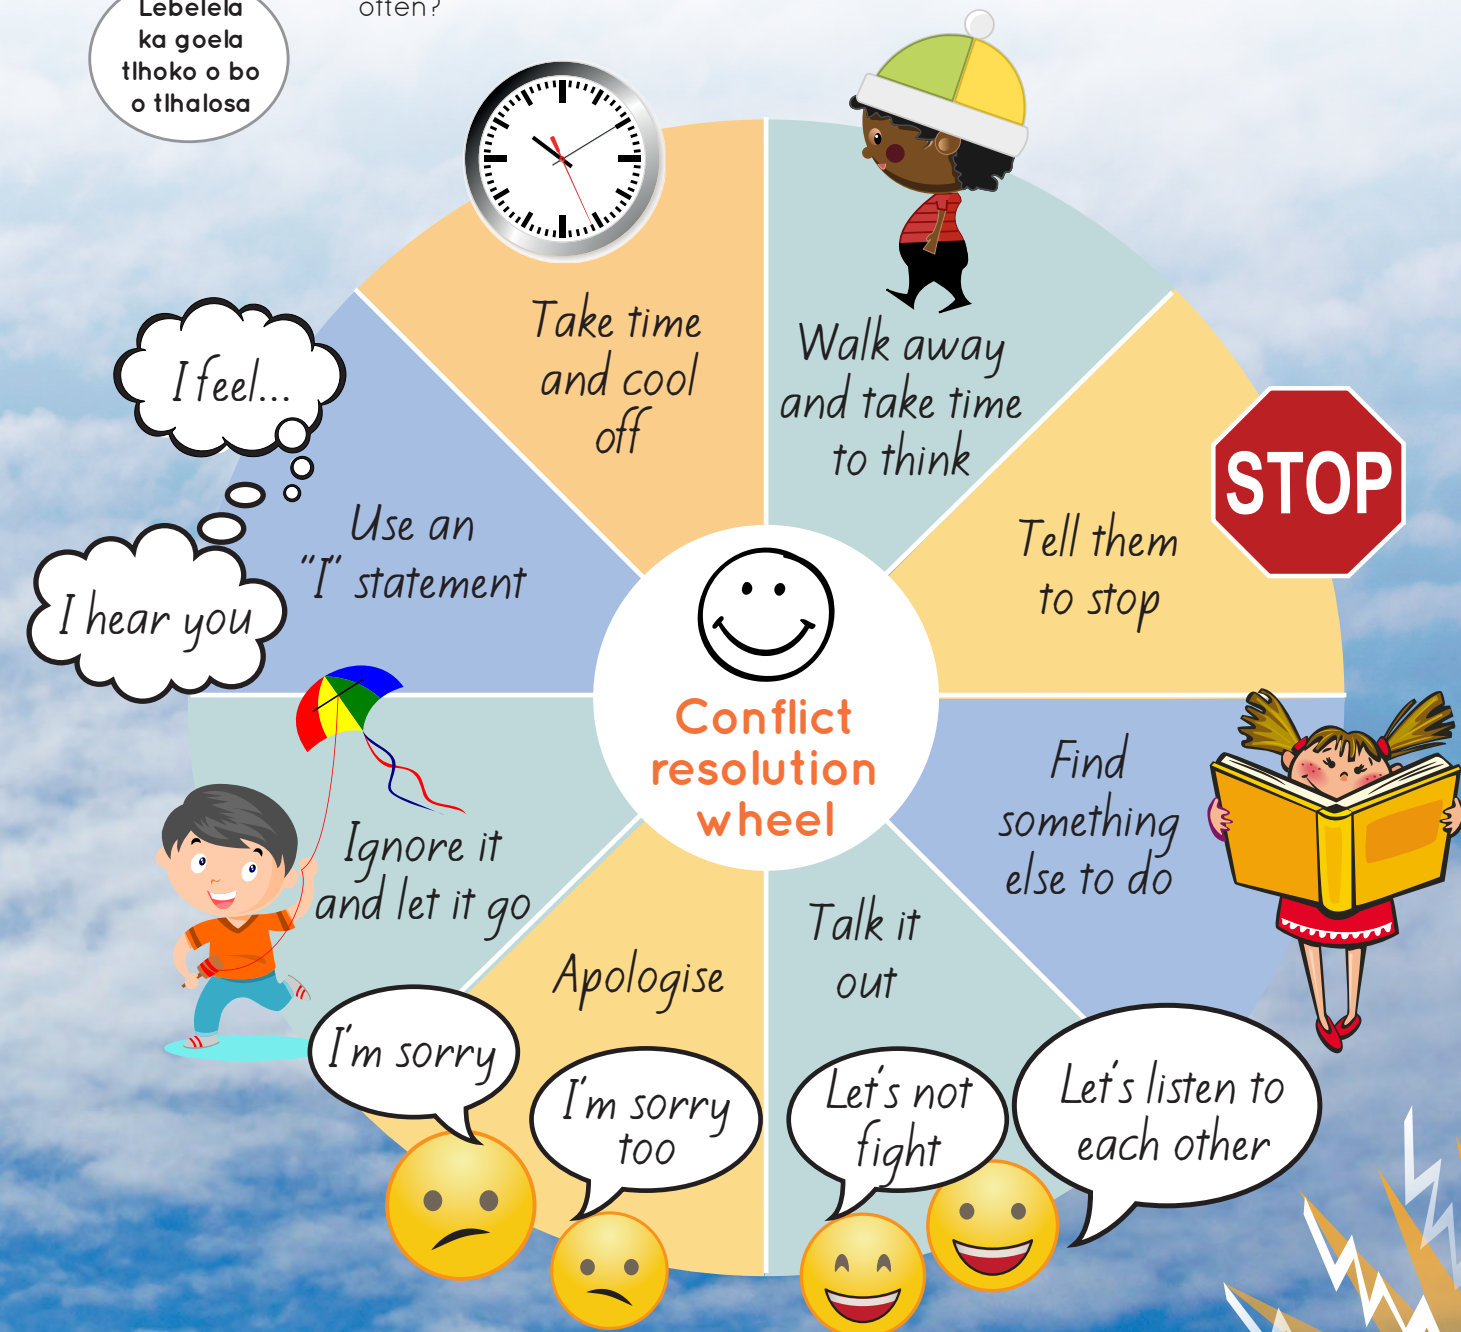 Lebelela
ka goela
tlhoko o bo
o tlhalosa
often?
Take time
and cool
off
Walk away
and take time
to think
Tell them
to stop
STOP
Find
something
else to do
Talk it
out
Let's not
fight
Let's listen to
each other
Apologise
I'm sorry
I'm sorry
too
Ignore it
and let it go
Use an
"I" statement
I feel...
I hear you
Conflict
resolution
wheel